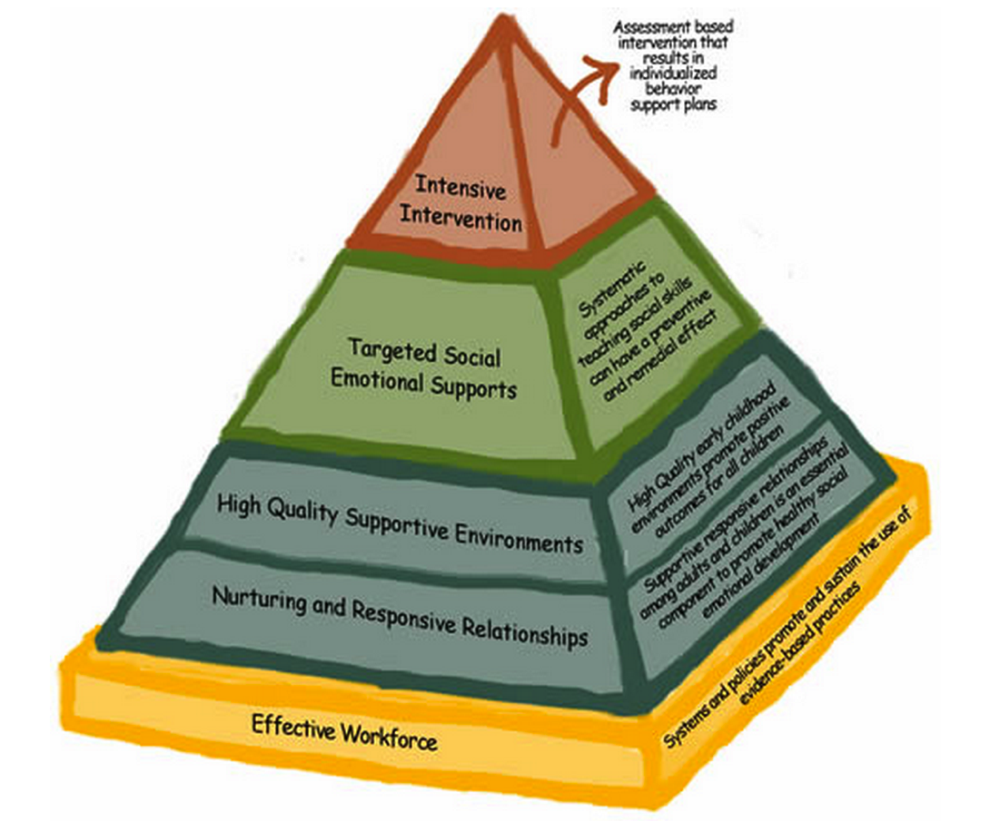 Assessment based
intervention that
results in
individualized
behavior
support plans
Intensive
Intervention
Systematic
approaches to
teaching social skills
can have a preventive
and remedial effect
Targeted Social
Emotional Supports
High Quality early childhood
environments promote positive
outcomes for all children
High Quality Supportive Environments
Supportive responsive relationships
among adults and children is an essential
component to promote healthy social
emotional development
Nurturing and Responsive Relationships
Systems and policies promote and sustain the use of
evidence-based practices
Effective Workforce